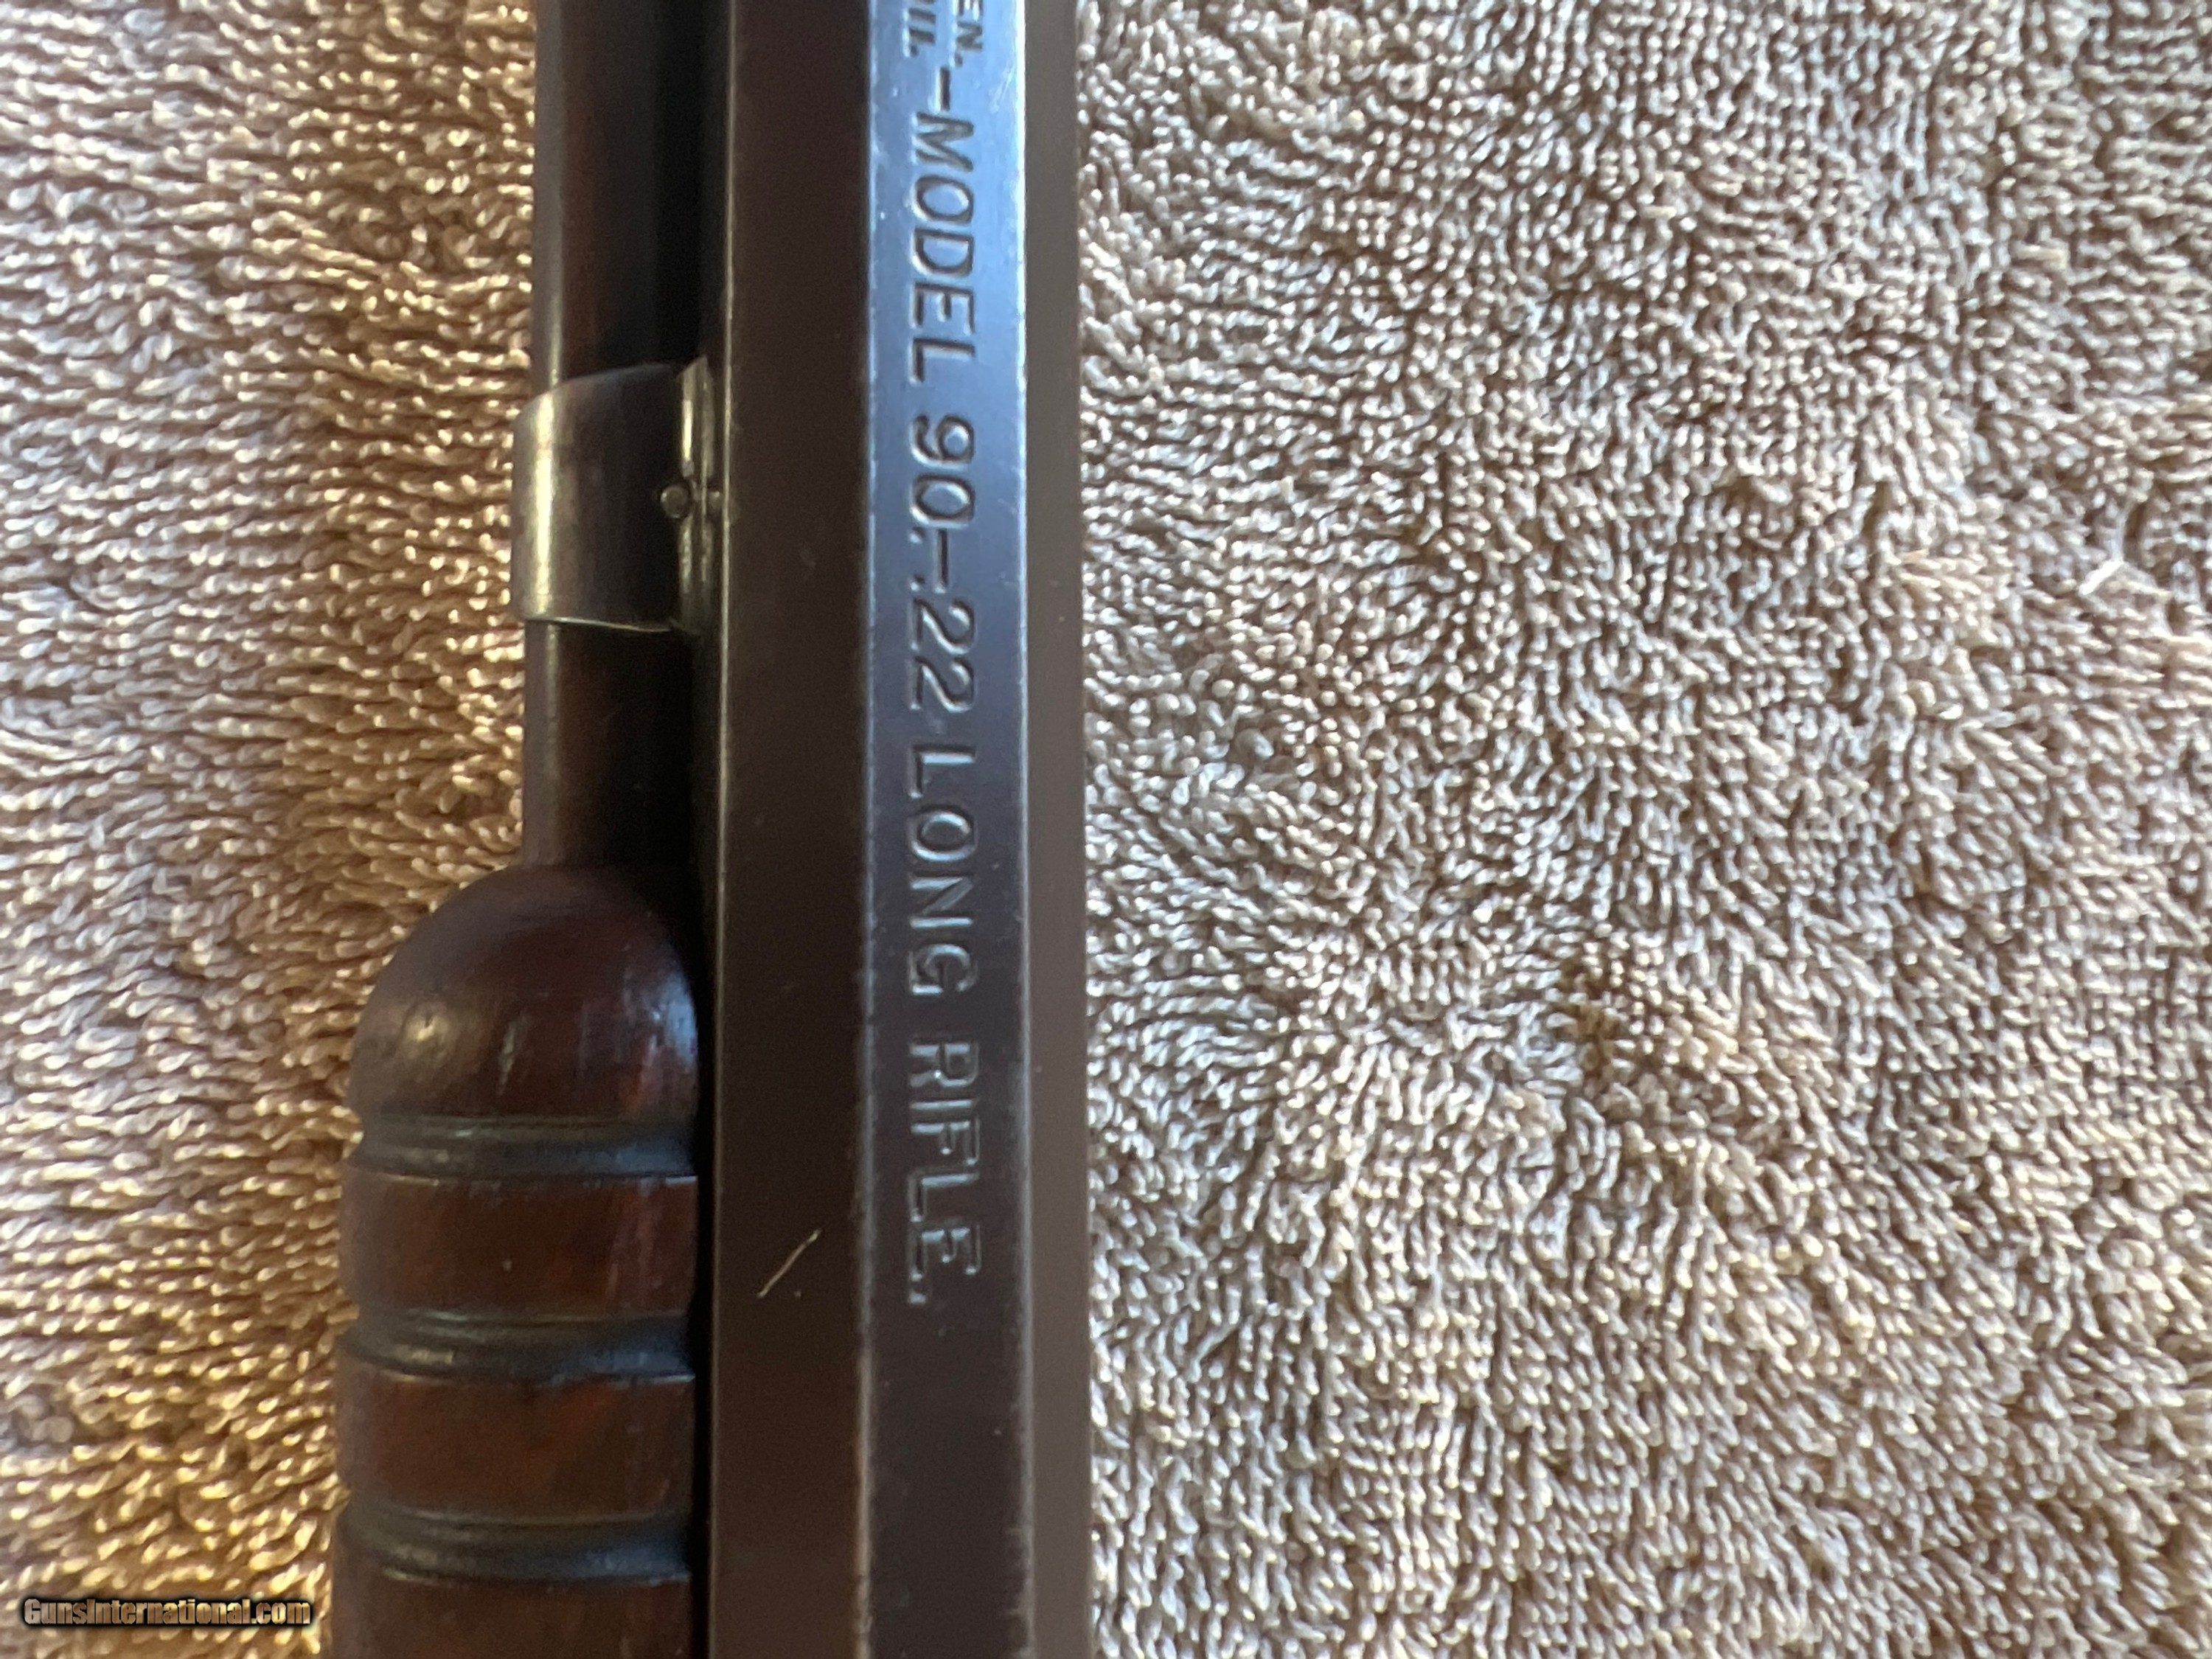 -MODEL 90-.22 LONG RIFLE.
GunsInternational.com